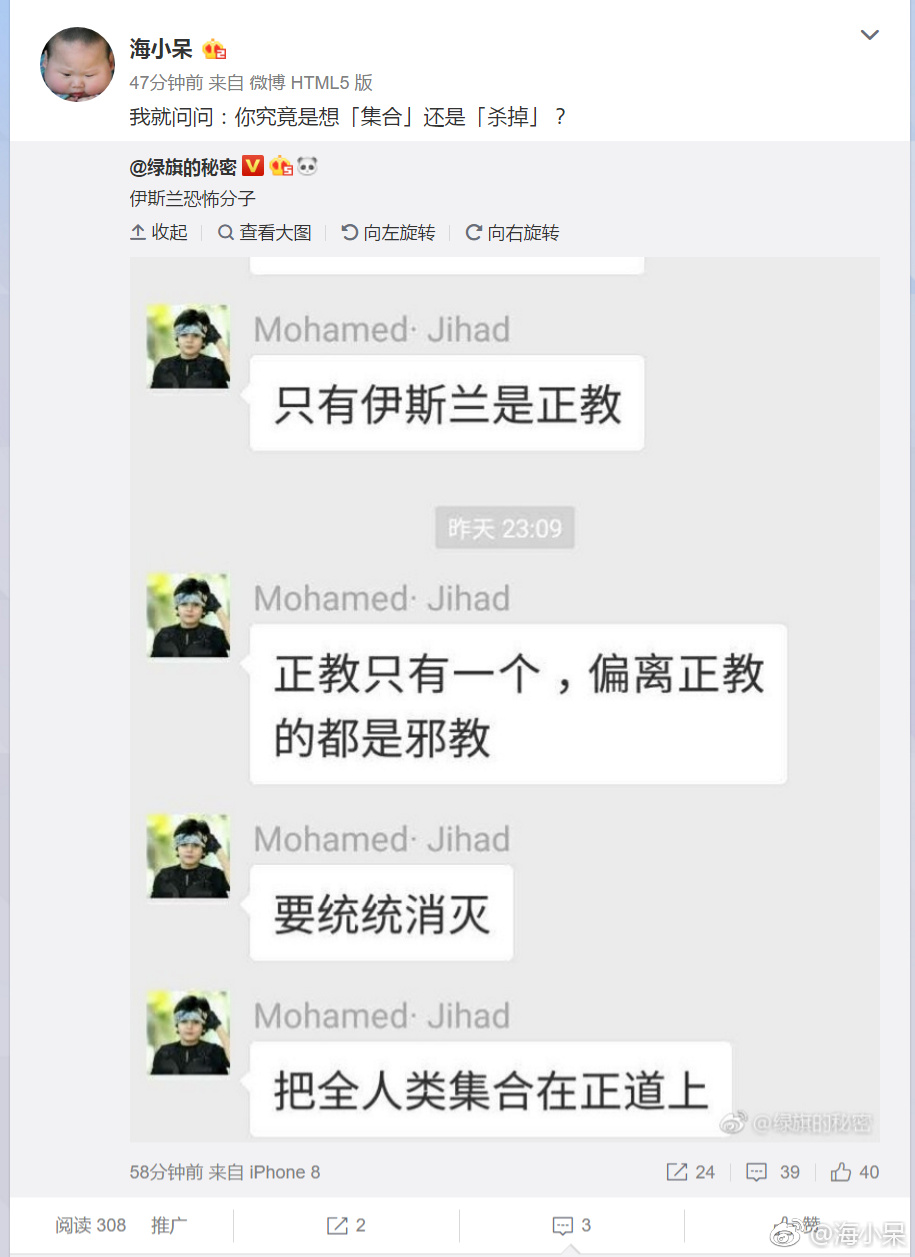 海小呆
47分钟前 来自 微博 HTML5 版
我就问问：你究竟是想「集合」还是「杀掉」？
@绿旗的秘密
伊斯兰恐怖分子
收起 查看大图 向左旋转 向右旋转
Mohamed· Jihad
只有伊斯兰是正教
昨天 23:09
Mohamed· Jihad
正教只有一个，偏离正教
的都是邪教
Mohamed· Jihad
要统统消灭
Mohamed· Jihad
把全人类集合在正道上
@绿旗的秘密
58分钟前 来自 iPhone 8 24 39 40
阅读 308 推广 2 3 赞
@海小呆